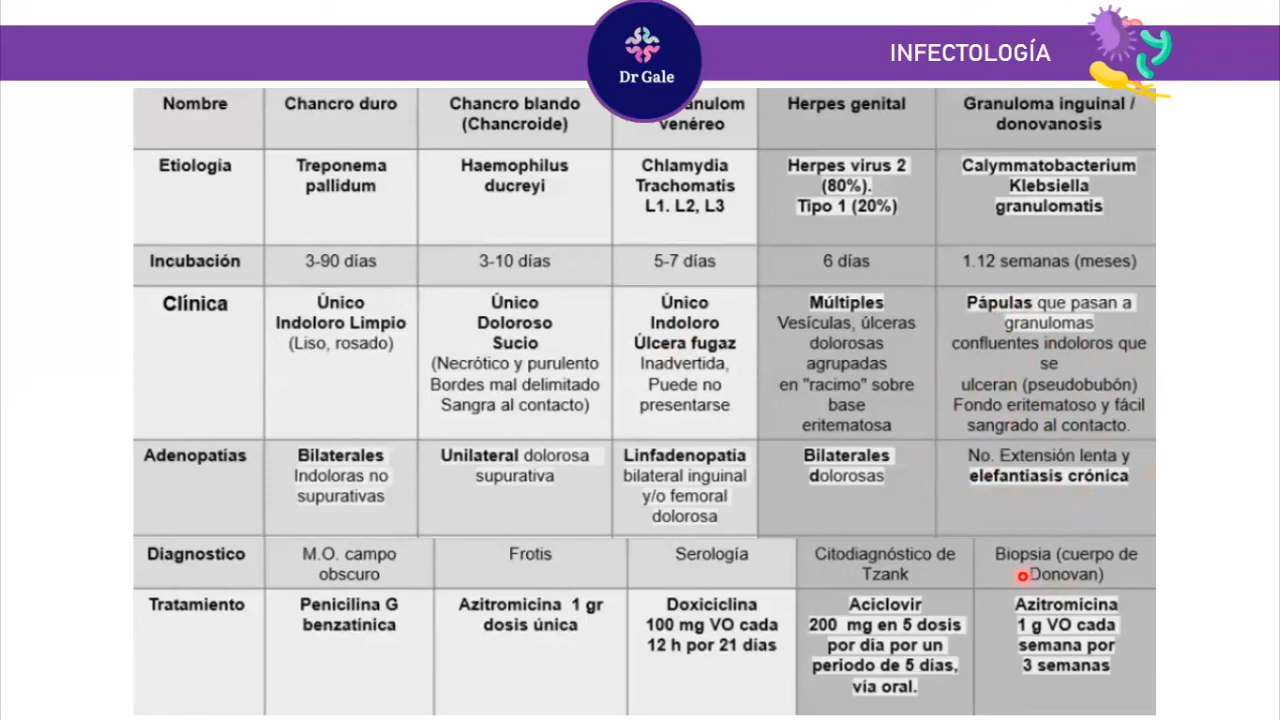 INFECTOLOGÍA
Dr Gale
Nombre
Chancro duro
Chancro blando
(Chancroide)
venéreo
Herpes genital
Granuloma inguinal /
donovanosis
Etiología
Treponema
pallidum
Haemophilus
ducreyi
Chlamydia
Trachomatis
L1. L2, L3
Herpes virus 2
(80%).
Tipo 1 (20%)
Calymmatobacterium
Klebsiella
granulomatis
Incubación
3-90 días
3-10 días
5-7 días
6 días
1.12 semanas (meses)
Clínica
Único
Indoloro Limpio
(Liso, rosado)
Único
Doloroso
Sucio
(Necrótico y purulento
Bordes mal delimitado
Sangra al contacto)
Único
Indoloro
Úlcera fugaz
Inadvertida,
Puede no
presentarse
Múltiples
Vesículas, úlceras
dolorosas
agrupadas
en "racimo" sobre
base
eritematosa
Pápulas que pasan a
granulomas
confluentes indoloros que
se
ulceran (pseudobubón)
Fondo eritematoso y fácil
sangrado al contacto.
Adenopatías
Bilaterales
Indoloras no
supurativas
Unilateral dolorosa
supurativa
Linfadenopatía
bilateral inguinal
y/o femoral
dolorosa
Bilaterales
dolorosas
No. Extensión lenta y
elefantiasis crónica
Diagnostico
M.O. campo
obscuro
Frotis
Serología
Citodiagnóstico de
Tzank
Biopsia (cuerpo de
Donovan)
Tratamiento
Penicilina G
benzatínica
Azitromicina 1 gr
dosis única
Doxiciclina
100 mg VO cada
12 h por 21 días
Aciclovir
200 mg en 5 dosis
por día por un
periodo de 5 días,
vía oral.
Azitromicina
1 g VO cada
semana por
3 semanas